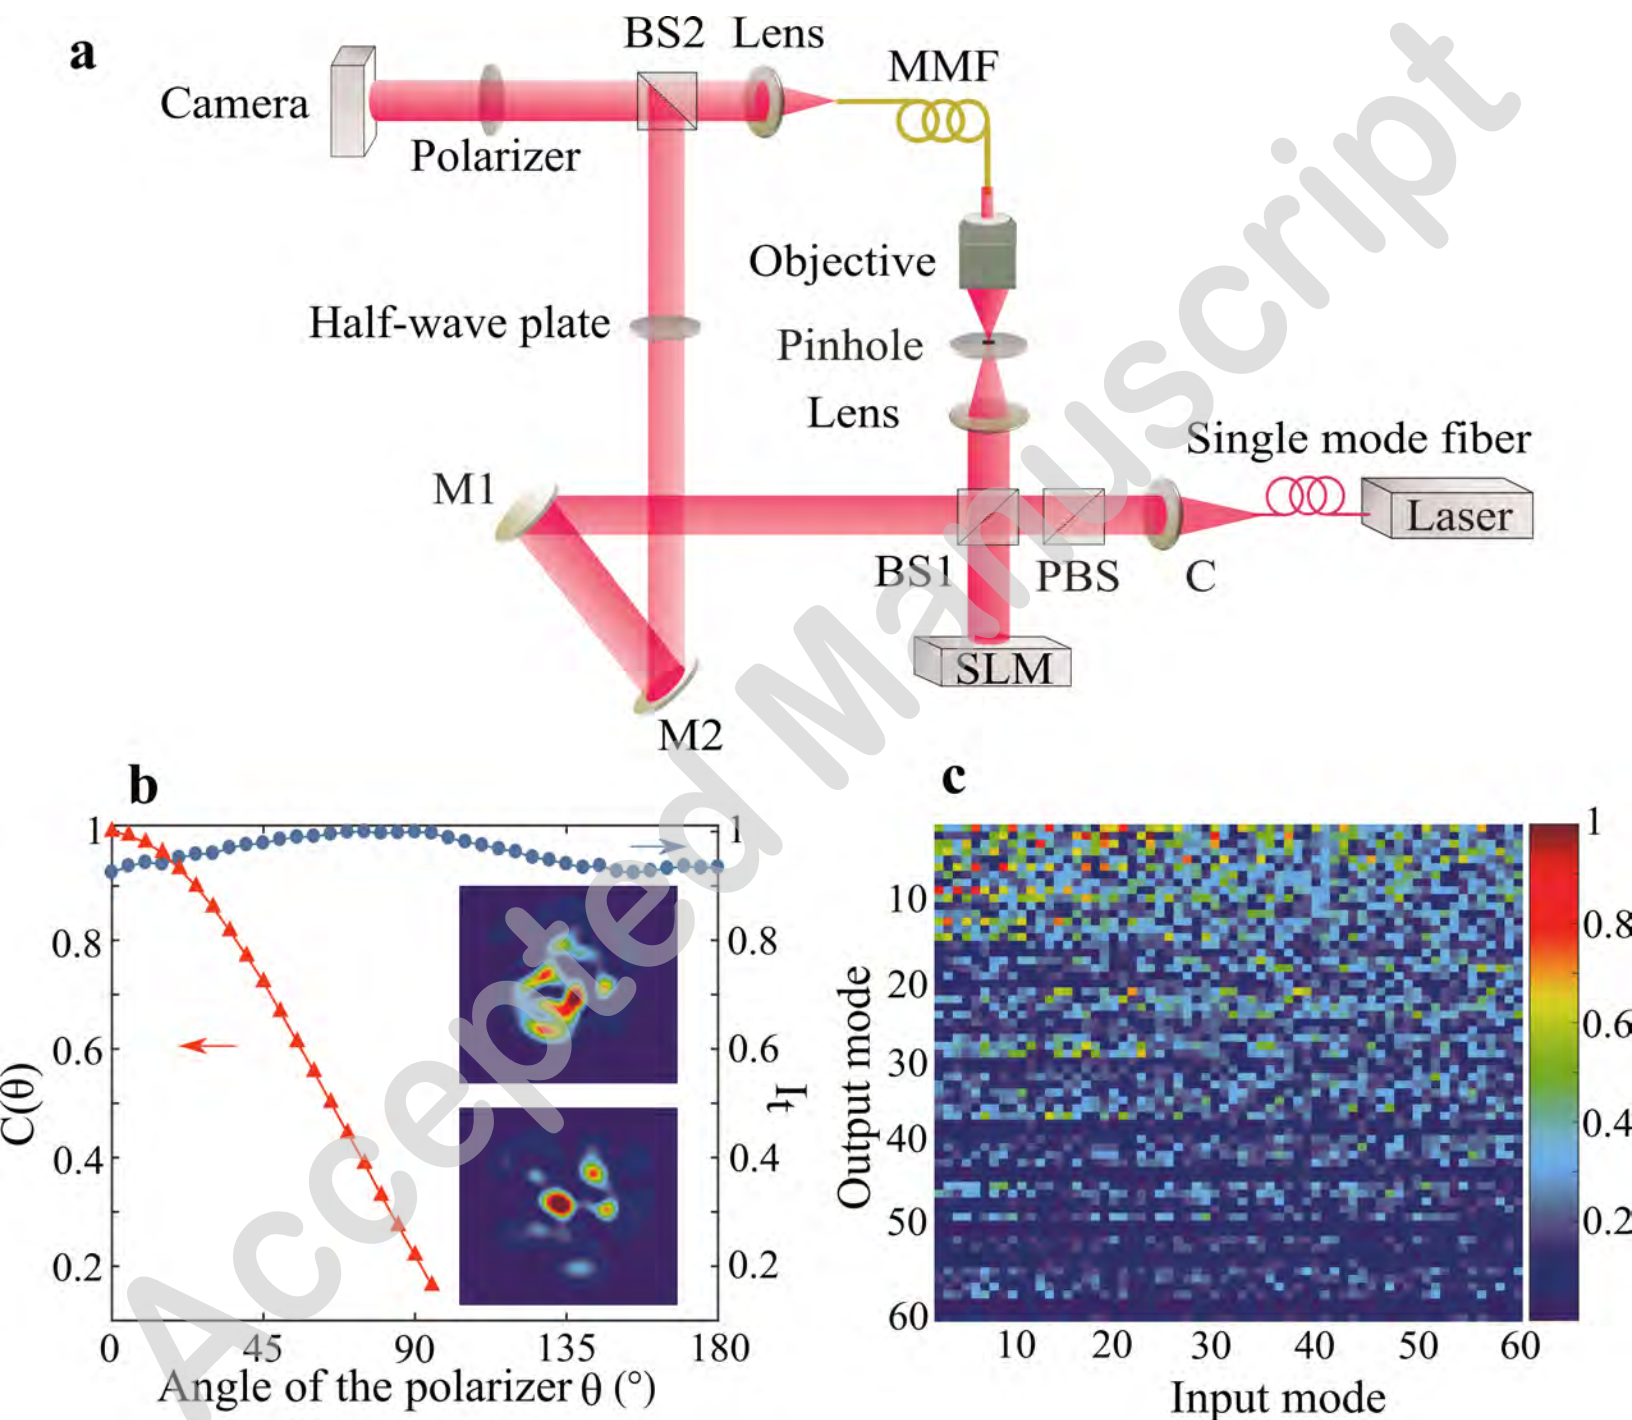 a
BS2 Lens
MMF
Camera
Polarizer
Objective
Half-wave plate
Pinhole
Lens
Single mode fiber
M1
Laser
BS1 PBS C
SLM
M2
Accepted Manuscript
b
1
0.8
0.6
0.4
0.2
C(θ)
1
0.8
0.6
0.4
0.2
It
0 45 90 135 180
Angle of the polarizer θ (°)
c
10
20
30
40
50
60
Output mode
10 20 30 40 50 60
Input mode
1
0.8
0.6
0.4
0.2